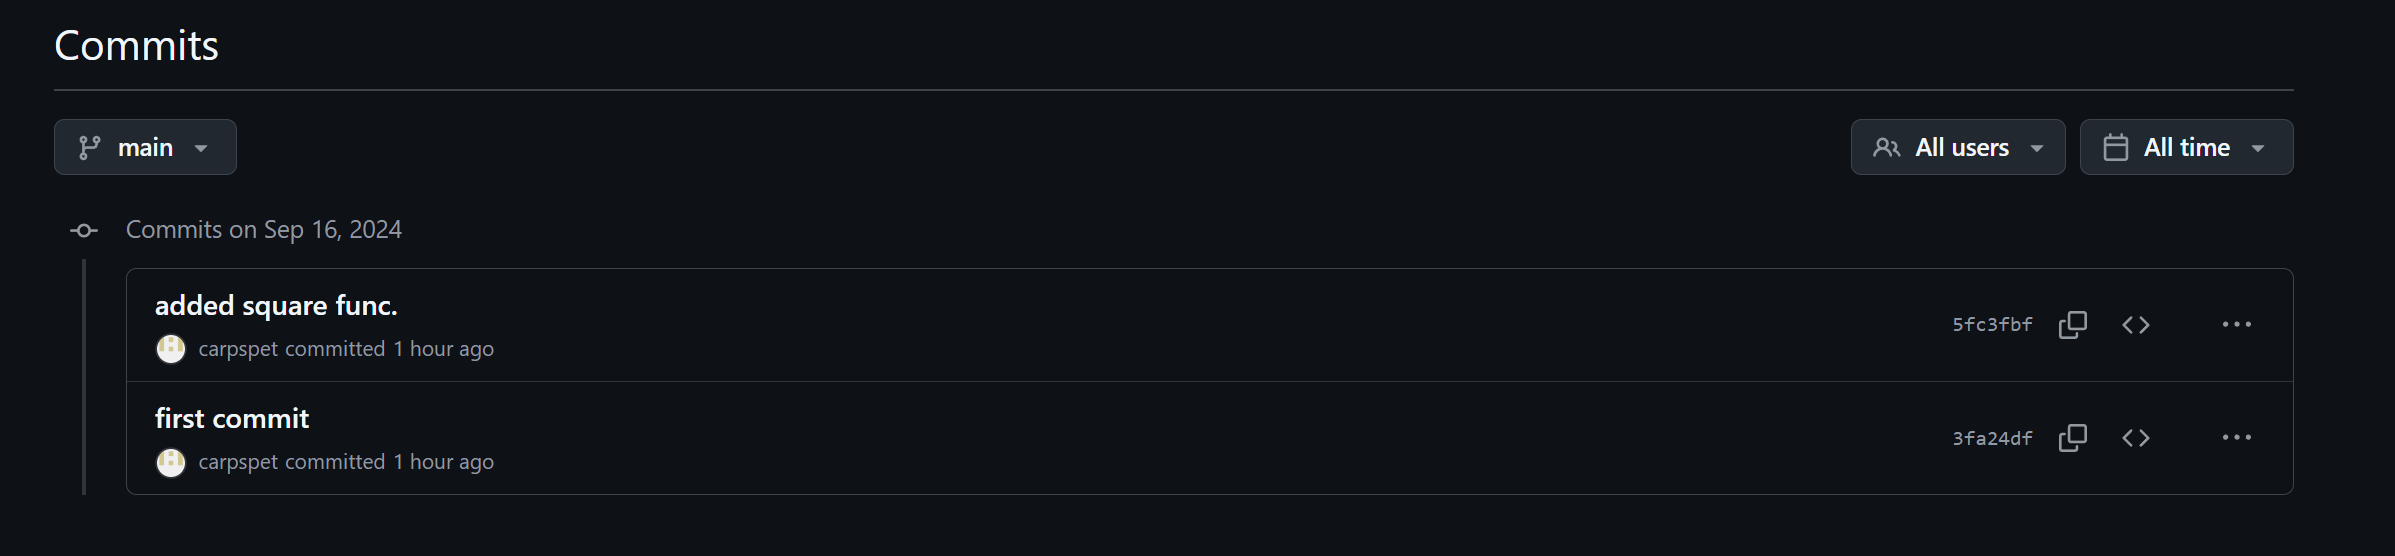 Commits
main
All users
All time
Commits on Sep 16, 2024
added square func.
carpspet committed 1 hour ago
5fc3fbf
first commit
carpspet committed 1 hour ago
3fa24df